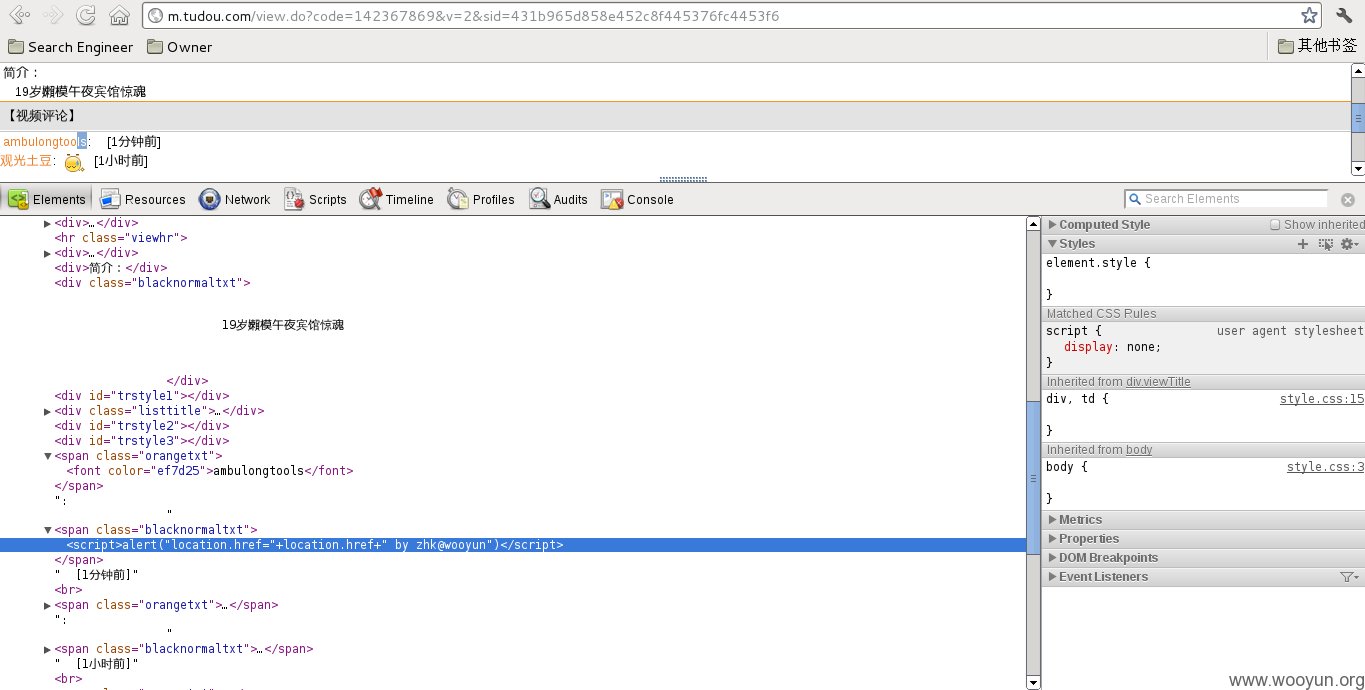 m.tudou.com/view.do?code=142367869&v=2&sid=431b965d858e452c8f445376fc4453f6
Search Engineer Owner 其他书签
简介：
19岁嫩模午夜宾馆惊魂
【视频评论】
ambulongtools: [1分钟前]
观光土豆: [1小时前]
Elements Resources Network Scripts Timeline Profiles Audits Console Search Elements
▶<div>…</div>
<hr class="viewhr">
▶<div>…</div>
<div>简介：</div>
<div class="blacknormaltxt">
19岁嫩模午夜宾馆惊魂
</div>
<div id="trstyle1"></div>
▶<div class="listtitle">…</div>
<div id="trstyle2"></div>
<div id="trstyle3"></div>
▼<span class="orangetxt">
<font color="ef7d25">ambulongtools</font>
</span>
":
"
▼<span class="blacknormaltxt">
<script>alert("location.href="+location.href+" by zhk@wooyun")</script>
</span>
" [1分钟前]"
<br>
▶<span class="orangetxt">…</span>
":
"
▶<span class="blacknormaltxt">…</span>
" [1小时前]"
<br>
▶Computed Style Show inherited
▼Styles
element.style {
}
Matched CSS Rules
script { user agent stylesheet
display: none;
}
Inherited from div.viewTitle
div, td { style.css:15
}
Inherited from body
body { style.css:3
}
▶Metrics
▶Properties
▶DOM Breakpoints
▶Event Listeners
www.wooyun.org